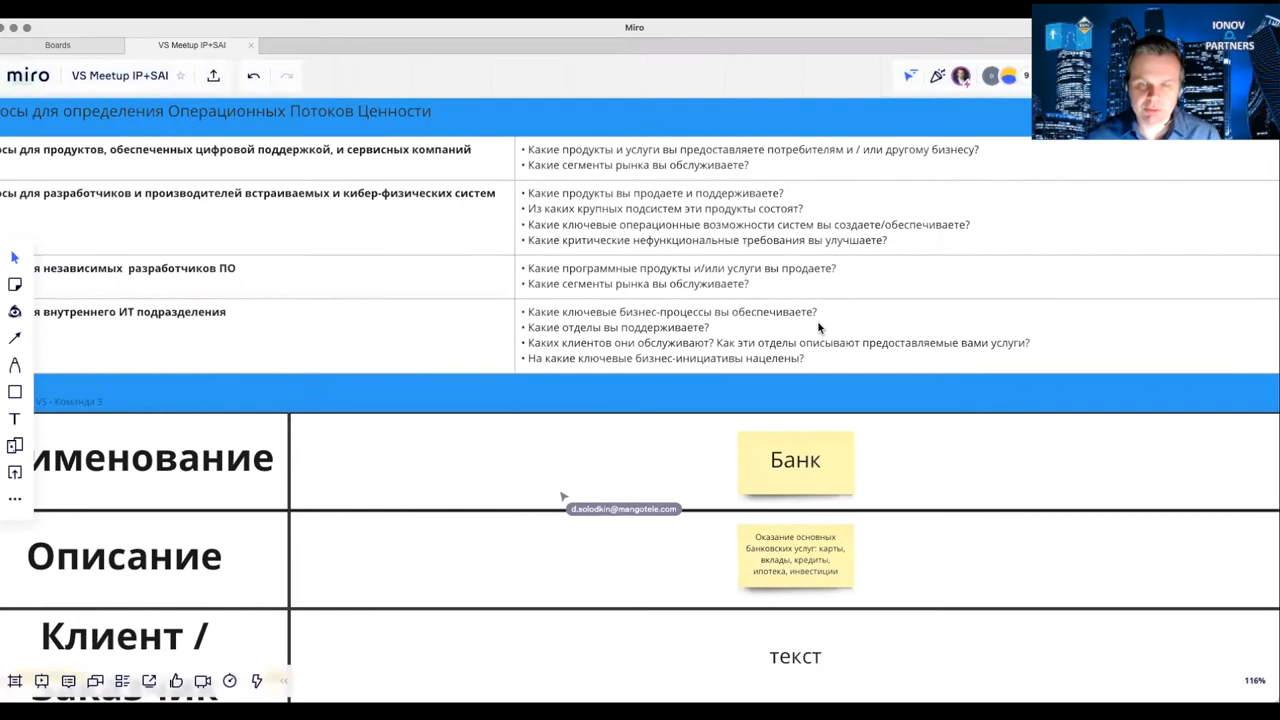 Miro
Boards
VS Meetup IP+SAI
miro
VS Meetup IP+SAI
9
IONOV
PARTNERS
осы для определения Операционных Потоков Ценности
осы для продуктов, обеспеченных цифровой поддержкой, и сервисных компаний
• Какие продукты и услуги вы предоставляете потребителям и / или другому бизнесу?
• Какие сегменты рынка вы обслуживаете?
осы для разработчиков и производителей встраиваемых и кибер-физических систем
• Какие продукты вы продаете и поддерживаете?
• Из каких крупных подсистем эти продукты состоят?
• Какие ключевые операционные возможности систем вы создаете/обеспечиваете?
• Какие критические нефункциональные требования вы улучшаете?
я независимых разработчиков ПО
• Какие программные продукты и/или услуги вы продаете?
• Какие сегменты рынка вы обслуживаете?
я внутреннего ИТ подразделения
• Какие ключевые бизнес-процессы вы обеспечиваете?
• Какие отделы вы поддерживаете?
• Каких клиентов они обслуживают? Как эти отделы описывают предоставляемые вами услуги?
• На какие ключевые бизнес-инициативы нацелены?
VS - Команда 3
именование
Банк
d.solodkin@mangotele.com
Описание
Оказание основных
банковских услуг: карты,
вклады, кредиты,
ипотека, инвестиции
Клиент /
текст
Заказчик
116%